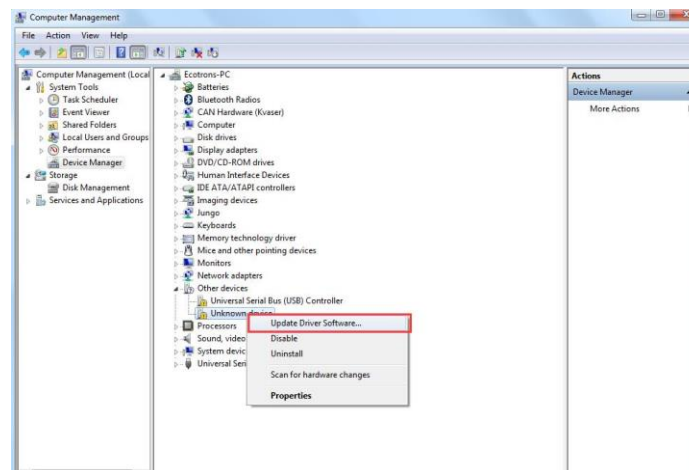 Computer Management
File Action View Help
Computer Management (Local
System Tools
Task Scheduler
Event Viewer
Shared Folders
Local Users and Groups
Performance
Device Manager
Storage
Disk Management
Services and Applications
Ecotrons-PC
Batteries
Bluetooth Radios
CAN Hardware (Kvaser)
Computer
Disk drives
Display adapters
DVD/CD-ROM drives
Human Interface Devices
IDE ATA/ATAPI controllers
Imaging devices
Jungo
Keyboards
Memory technology driver
Mice and other pointing devices
Monitors
Network adapters
Other devices
Universal Serial Bus (USB) Controller
Unknown device
Processors
Sound, video
System devic
Universal Seri
Update Driver Software...
Disable
Uninstall
Scan for hardware changes
Properties
Actions
Device Manager
More Actions